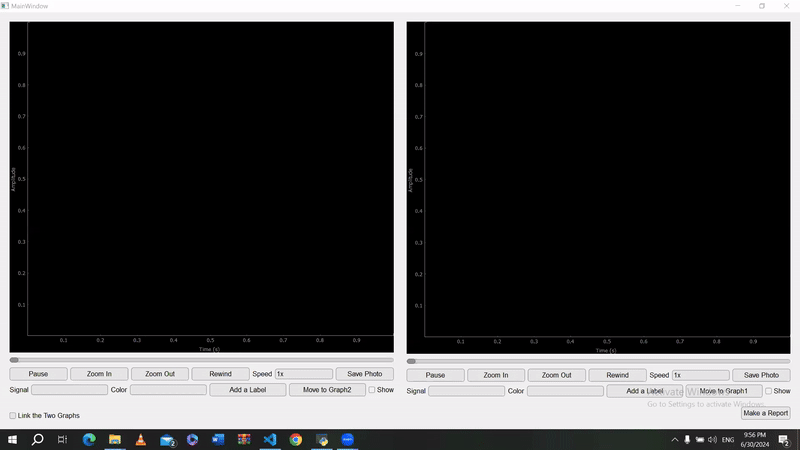 MainWindow
0.9
0.8
0.7
0.6
0.5
0.4
0.3
0.2
0.1
Amplitude
0.1 0.2 0.3 0.4 0.5 0.6 0.7 0.8 0.9
Time (s)
Pause Zoom In Zoom Out Rewind Speed 1x Save Photo
Signal Color Add a Label Move to Graph2 Show
Link the Two Graphs
0.9
0.8
0.7
0.6
0.5
0.4
0.3
0.2
0.1
Amplitude
0.1 0.2 0.3 0.4 0.5 0.6 0.7 0.8 0.9
Time (s)
Pause Zoom In Zoom Out Rewind Speed 1x Save Photo
Signal Color Add a Label Move to Graph1 Show
Activate Windows
Go to Settings to activate Windows.
Make a Report
2
W
zoom
ENG
9:56 PM
6/30/2024
2